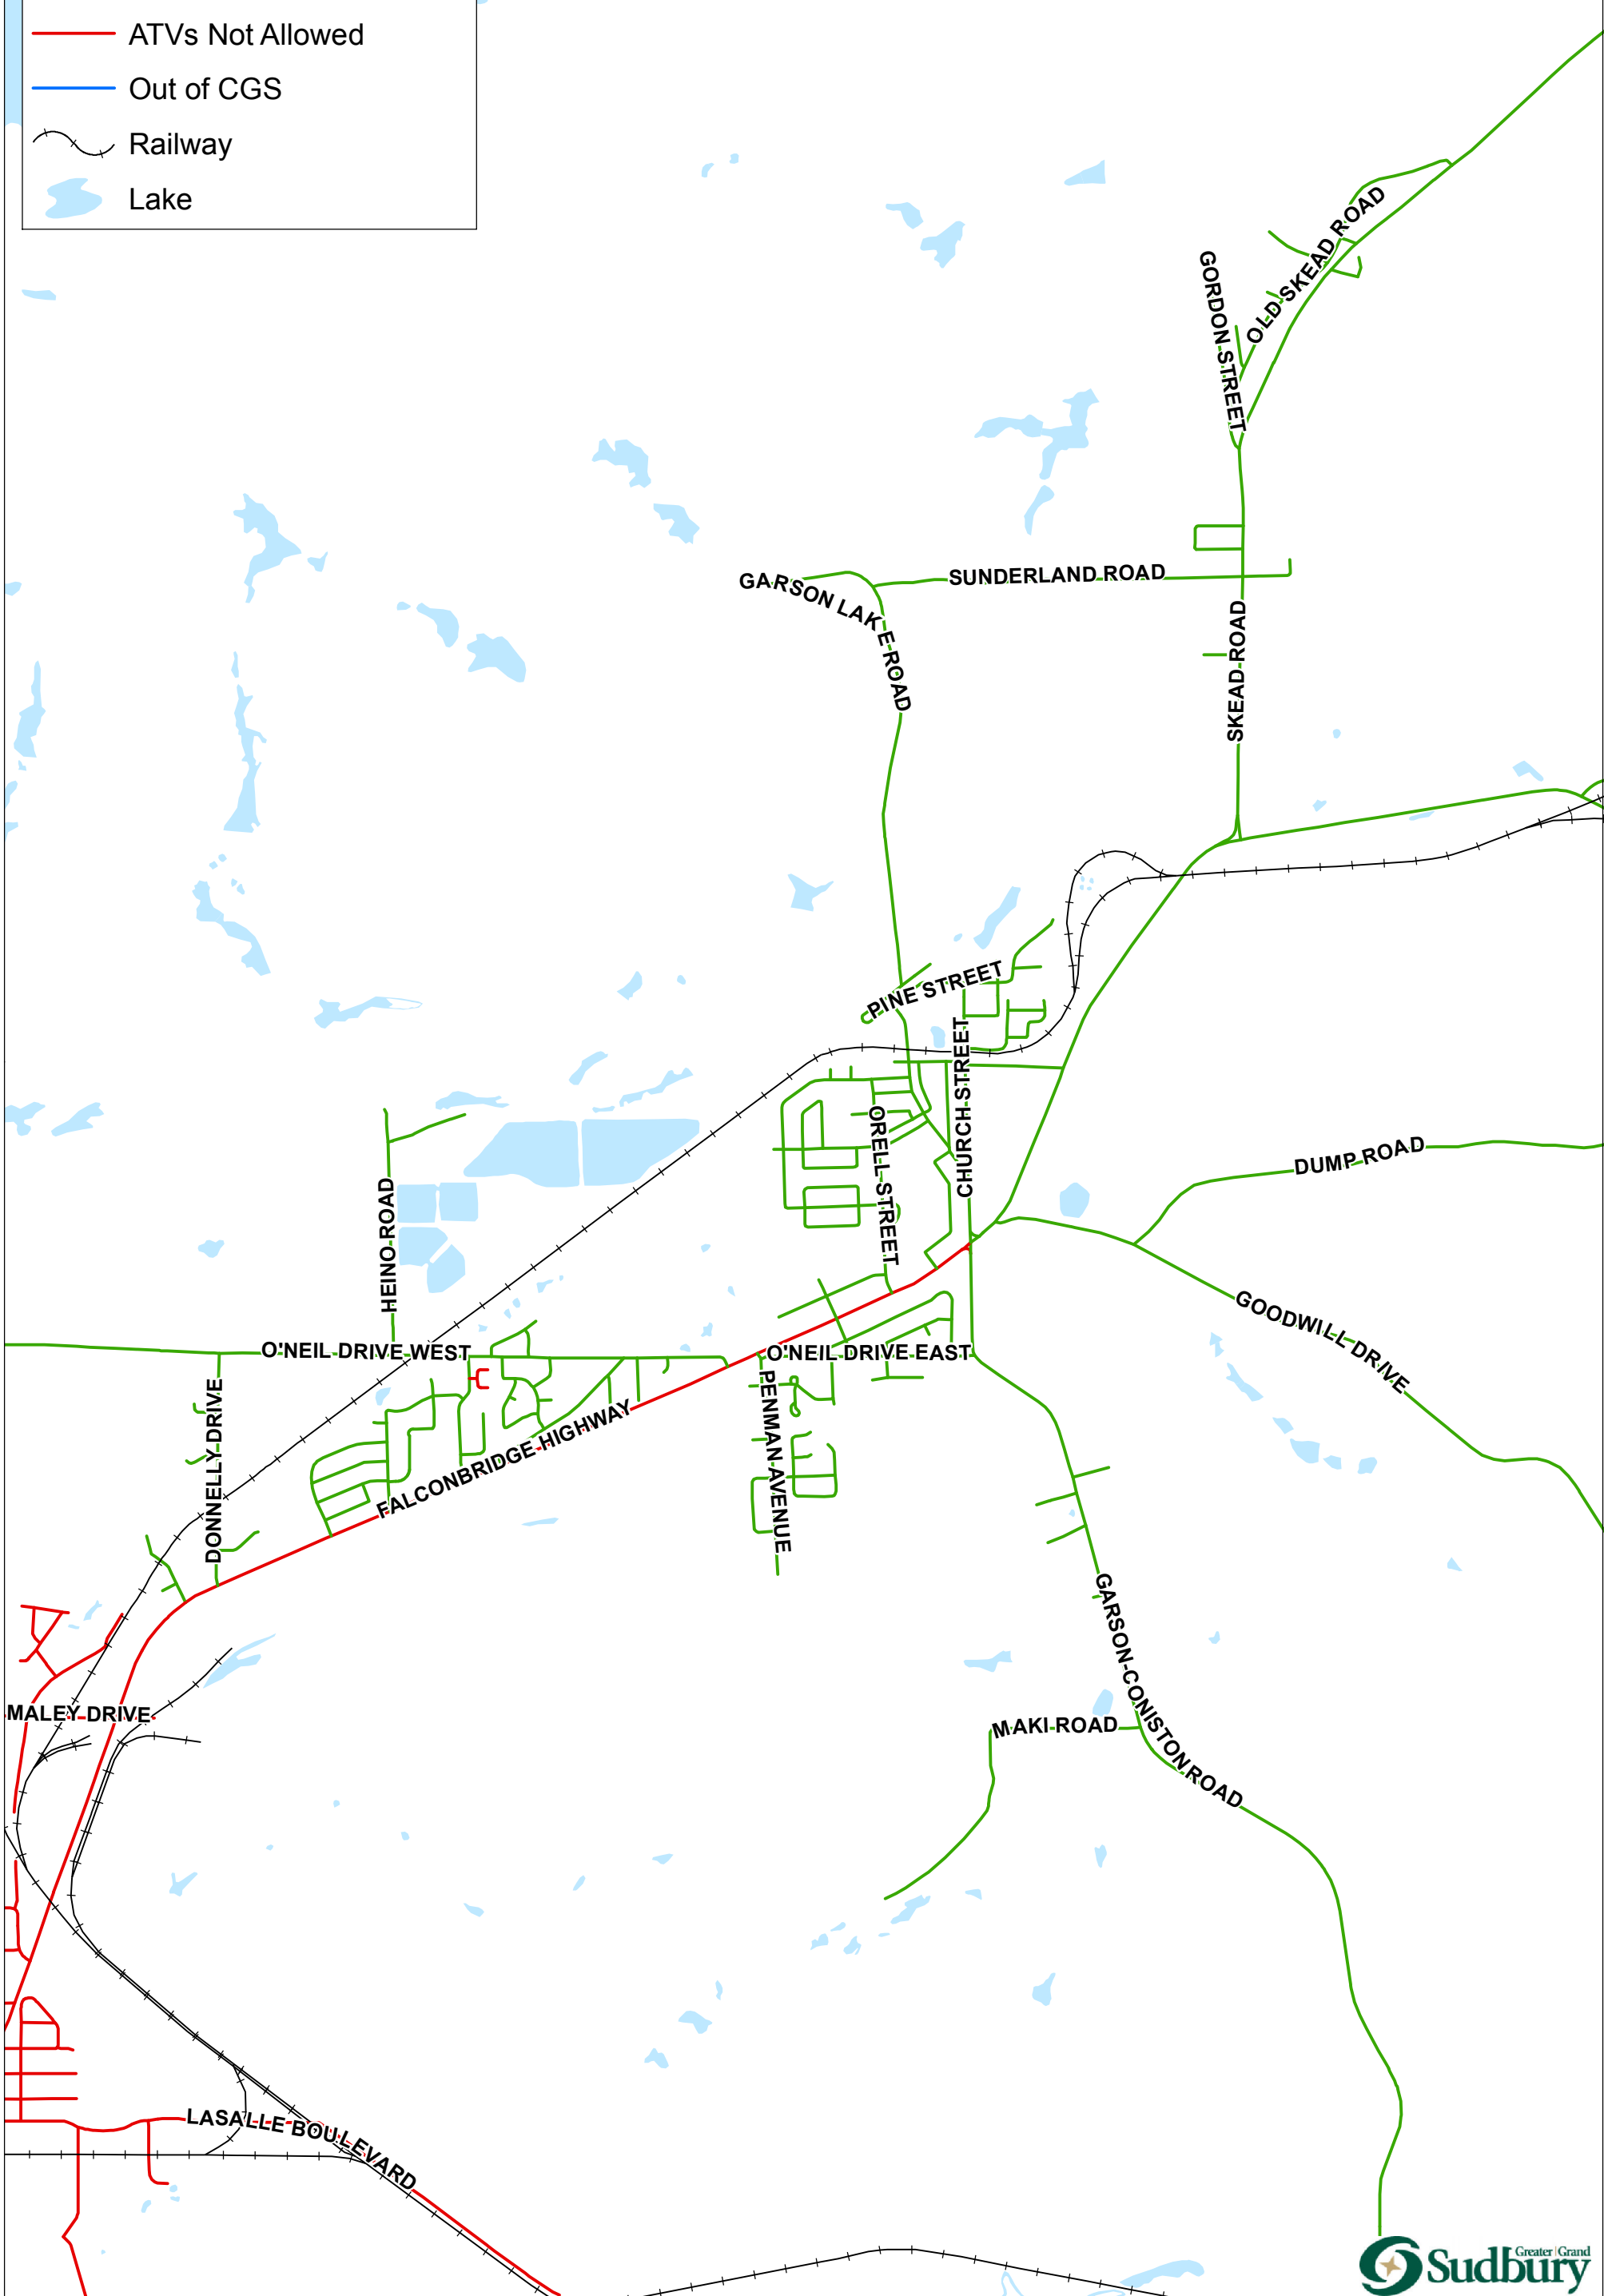 ATVs Not Allowed
Out of CGS
Railway
Lake
OLD SKEAD ROAD
GORDON STREET
SUNDERLAND ROAD
GARSON LAKE ROAD
SKEAD ROAD
PINE STREET
CHURCH STREET
ORELL STREET
DUMP ROAD
HEINO ROAD
GOODWILL DRIVE
O'NEIL DRIVE WEST
O'NEIL DRIVE EAST
DONNELLY DRIVE
PENMAN AVENUE
FALCONBRIDGE HIGHWAY
GARSON-CONISTON ROAD
MALEY DRIVE
MAKI ROAD
LASALLE BOULEVARD
Greater | Grand
Sudbury